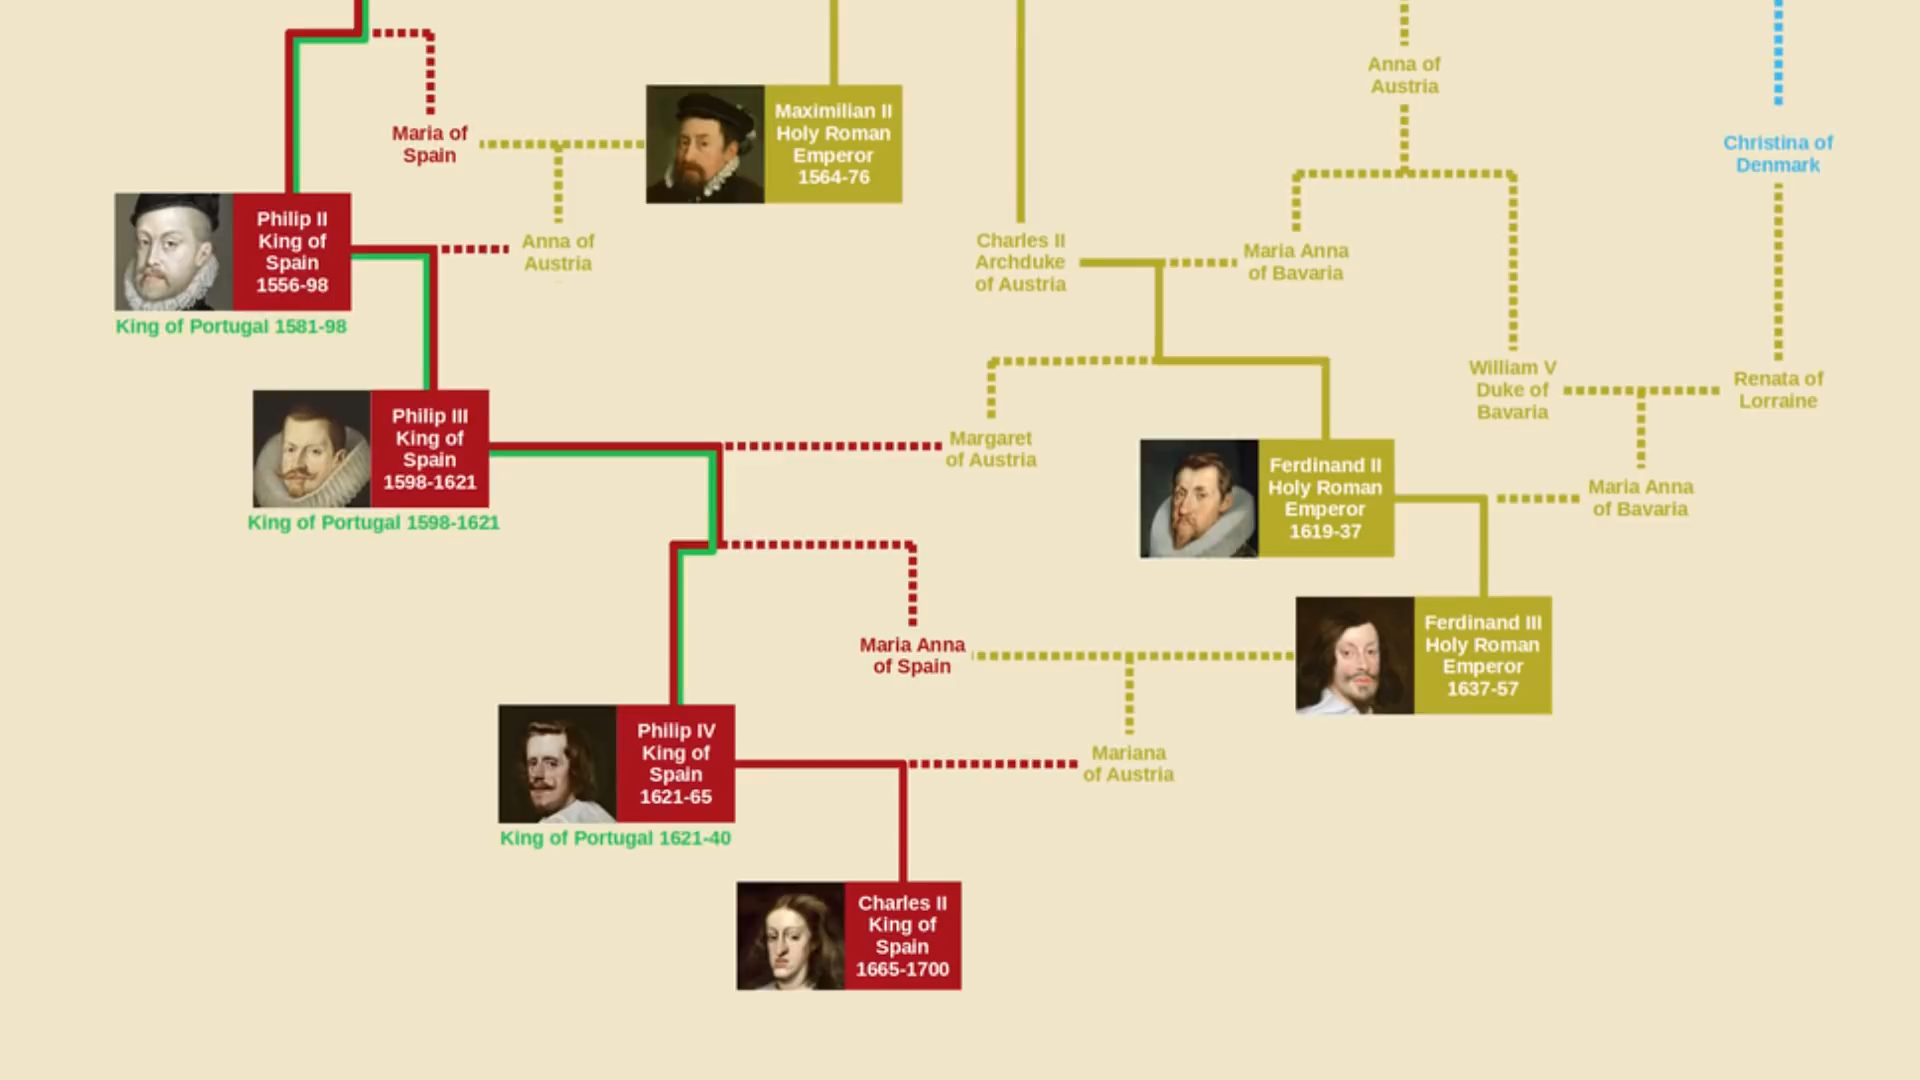 Anna of
Austria
Maria of
Spain
Maximilian II
Holy Roman
Emperor
1564-76
Christina of
Denmark
Philip II
King of
Spain
1556-98
King of Portugal 1581-98
Anna of
Austria
Charles II
Archduke
of Austria
Maria Anna
of Bavaria
William V
Duke of
Bavaria
Renata of
Lorraine
Philip III
King of
Spain
1598-1621
King of Portugal 1598-1621
Margaret
of Austria
Ferdinand II
Holy Roman
Emperor
1619-37
Maria Anna
of Bavaria
Maria Anna
of Spain
Ferdinand III
Holy Roman
Emperor
1637-57
Philip IV
King of
Spain
1621-65
King of Portugal 1621-40
Mariana
of Austria
Charles II
King of
Spain
1665-1700